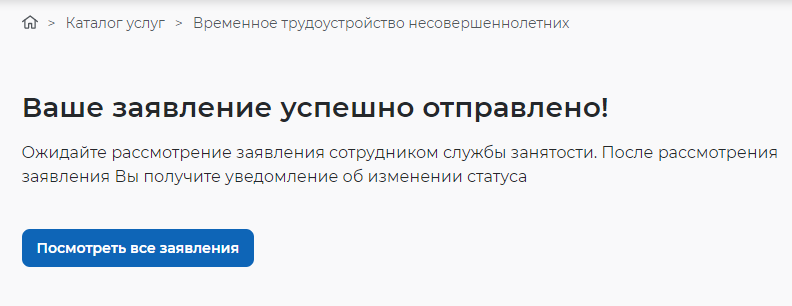 > Каталог услуг > Временное трудоустройство несовершеннолетних
Ваше заявление успешно отправлено!
Ожидайте рассмотрение заявления сотрудником службы занятости. После рассмотрения
заявления Вы получите уведомление об изменении статуса
Посмотреть все заявления